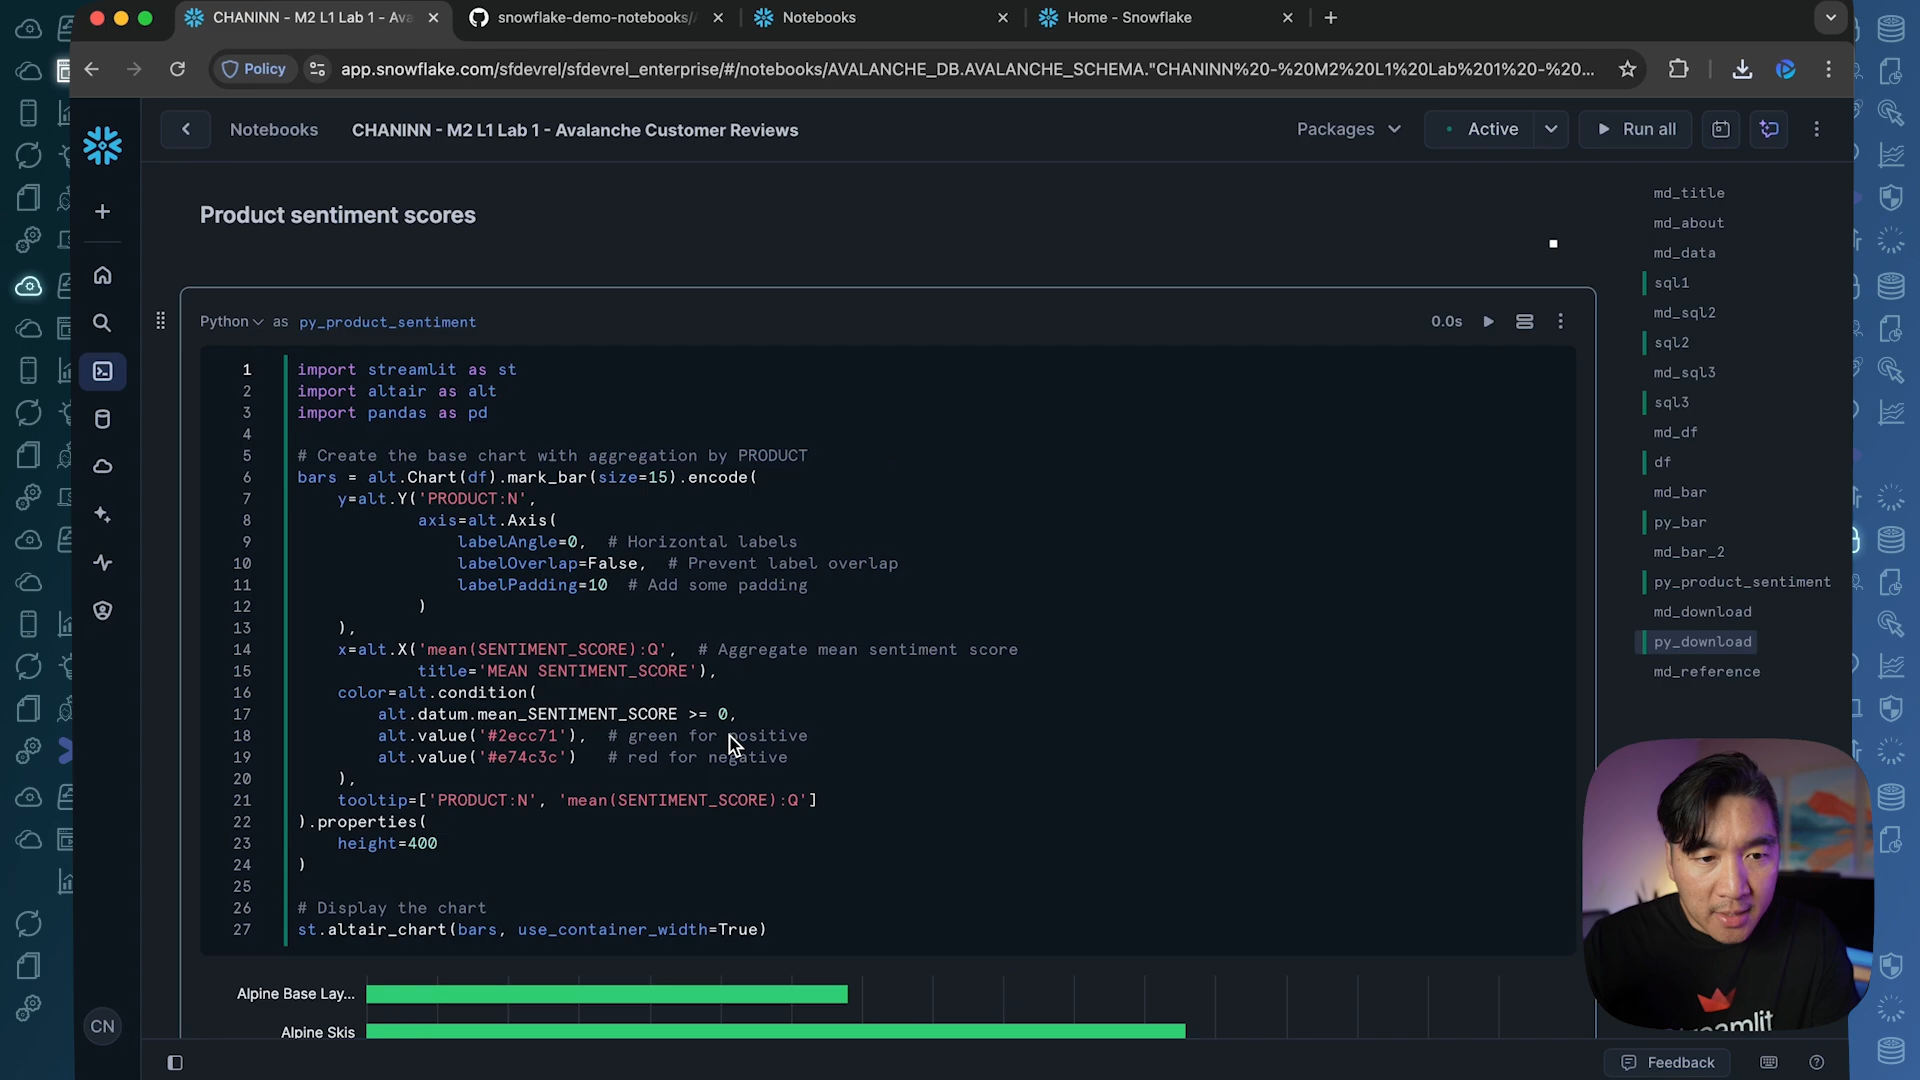 CHANINN - M2 L1 Lab 1 - Ava
snowflake-demo-notebooks/
Notebooks
Home - Snowflake
Policy
app.snowflake.com/sfdevrel/sfdevrel_enterprise/#/notebooks/AVALANCHE_DB.AVALANCHE_SCHEMA."CHANINN%20-%20M2%20L1%20Lab%201%20-%20...
Notebooks
CHANINN - M2 L1 Lab 1 - Avalanche Customer Reviews
Packages
Active
Run all
Product sentiment scores
Python as py_product_sentiment
0.0s
1 import streamlit as st
2 import altair as alt
3 import pandas as pd
4
5 # Create the base chart with aggregation by PRODUCT
6 bars = alt.Chart(df).mark_bar(size=15).encode(
7 y=alt.Y('PRODUCT:N',
8 axis=alt.Axis(
9 labelAngle=0, # Horizontal labels
10 labelOverlap=False, # Prevent label overlap
11 labelPadding=10 # Add some padding
12 )
13 ),
14 x=alt.X('mean(SENTIMENT_SCORE):Q', # Aggregate mean sentiment score
15 title='MEAN SENTIMENT_SCORE'),
16 color=alt.condition(
17 alt.datum.mean_SENTIMENT_SCORE >= 0,
18 alt.value('#2ecc71'), # green for positive
19 alt.value('#e74c3c') # red for negative
20 ),
21 tooltip=['PRODUCT:N', 'mean(SENTIMENT_SCORE):Q']
22 ).properties(
23 height=400
24 )
25
26 # Display the chart
27 st.altair_chart(bars, use_container_width=True)
Alpine Base Lay...
Alpine Skis
md_title
md_about
md_data
sql1
md_sql2
sql2
md_sql3
sql3
md_df
df
md_bar
py_bar
md_bar_2
py_product_sentiment
md_download
py_download
md_reference
CN
Feedback